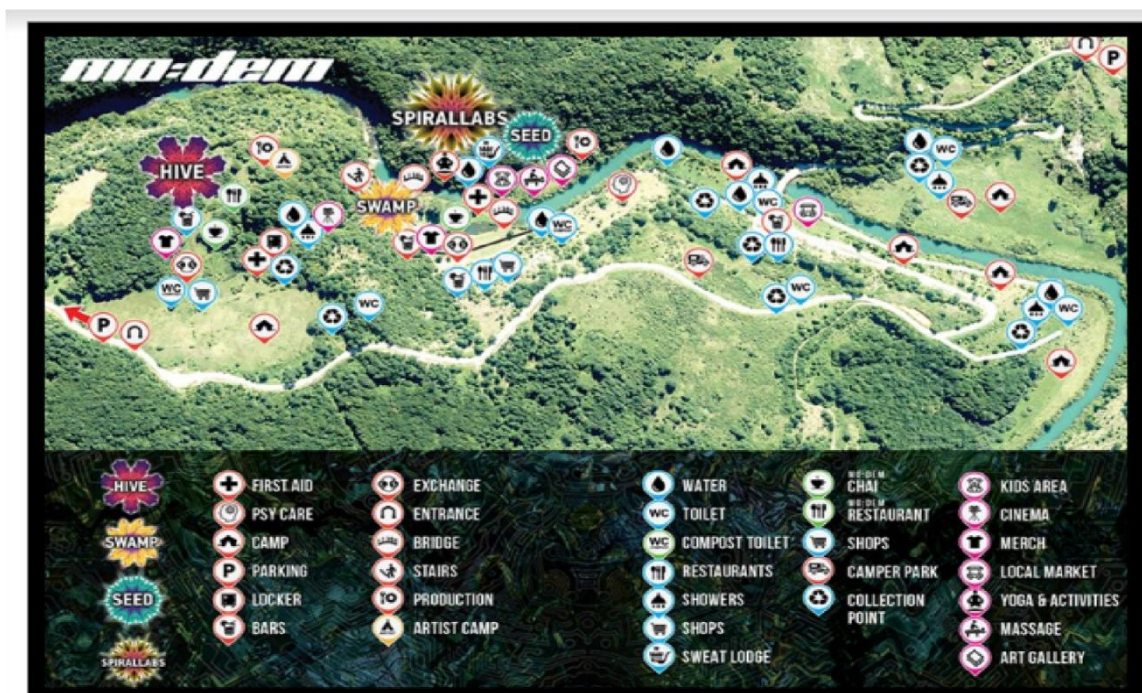 mo:dem
SPIRALLABS
SEED
HIVE
SWAMP
P
WC
WC
WC
WC
WC
WC
WC
P
WC
HIVE
SWAMP
SEED
SPIRALLABS
FIRST AID
PSY CARE
CAMP
P PARKING
LOCKER
BARS
EXCHANGE
ENTRANCE
BRIDGE
STAIRS
PRODUCTION
ARTIST CAMP
WATER
WC TOILET
WC COMPOST TOILET
RESTAURANTS
SHOWERS
SHOPS
SWEAT LODGE
MO-DEM
CHAI
MO-DEM
RESTAURANT
SHOPS
CAMPER PARK
COLLECTION
POINT
KIDS AREA
CINEMA
MERCH
LOCAL MARKET
YOGA & ACTIVITIES
MASSAGE
ART GALLERY